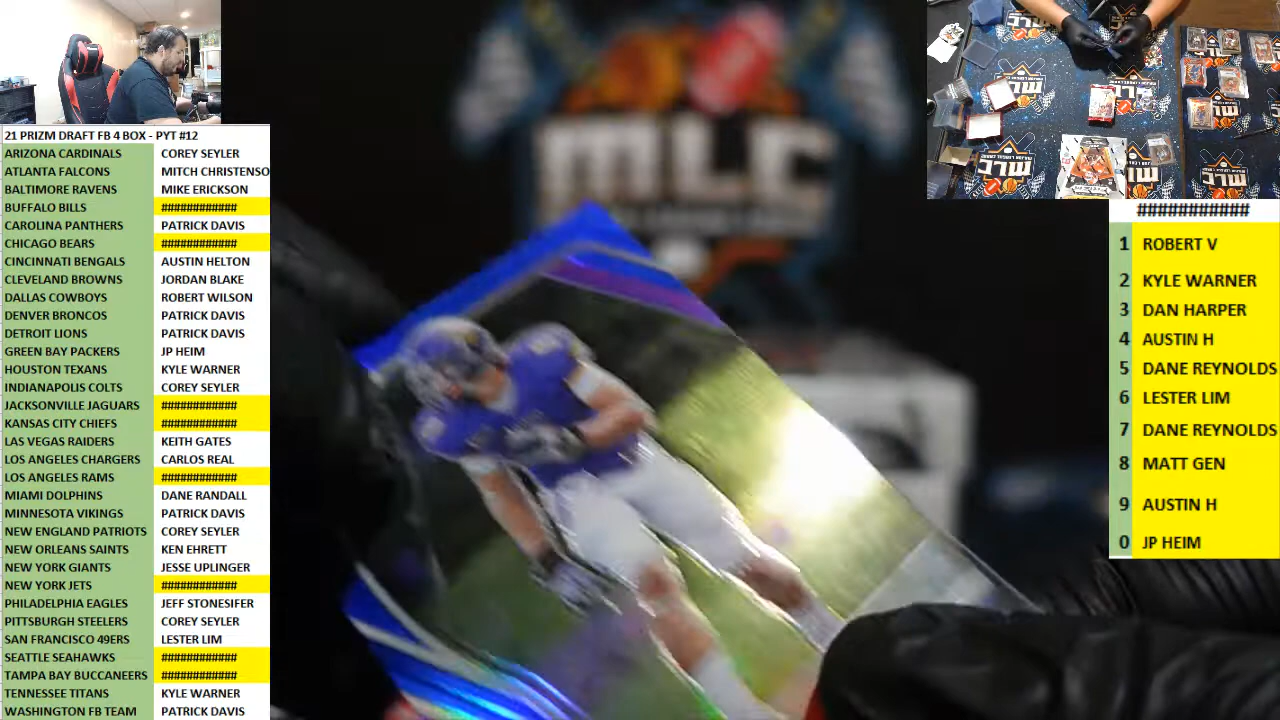 21 PRIZM DRAFT FB 4 BOX - PYT #12
ARIZONA CARDINALS COREY SEYLER
ATLANTA FALCONS MITCH CHRISTENSO
BALTIMORE RAVENS MIKE ERICKSON
BUFFALO BILLS ############
CAROLINA PANTHERS PATRICK DAVIS
CHICAGO BEARS ############
CINCINNATI BENGALS AUSTIN HELTON
CLEVELAND BROWNS JORDAN BLAKE
DALLAS COWBOYS ROBERT WILSON
DENVER BRONCOS PATRICK DAVIS
DETROIT LIONS PATRICK DAVIS
GREEN BAY PACKERS JP HEIM
HOUSTON TEXANS KYLE WARNER
INDIANAPOLIS COLTS COREY SEYLER
JACKSONVILLE JAGUARS ############
KANSAS CITY CHIEFS ############
LAS VEGAS RAIDERS KEITH GATES
LOS ANGELES CHARGERS CARLOS REAL
LOS ANGELES RAMS ############
MIAMI DOLPHINS DANE RANDALL
MINNESOTA VIKINGS PATRICK DAVIS
NEW ENGLAND PATRIOTS COREY SEYLER
NEW ORLEANS SAINTS KEN EHRETT
NEW YORK GIANTS JESSE UPLINGER
NEW YORK JETS ############
PHILADELPHIA EAGLES JEFF STONESIFER
PITTSBURGH STEELERS COREY SEYLER
SAN FRANCISCO 49ERS LESTER LIM
SEATTLE SEAHAWKS ############
TAMPA BAY BUCCANEERS ############
TENNESSEE TITANS KYLE WARNER
WASHINGTON FB TEAM PATRICK DAVIS
MLC
############
1 ROBERT V
2 KYLE WARNER
3 DAN HARPER
4 AUSTIN H
5 DANE REYNOLDS
6 LESTER LIM
7 DANE REYNOLDS
8 MATT GEN
9 AUSTIN H
0 JP HEIM